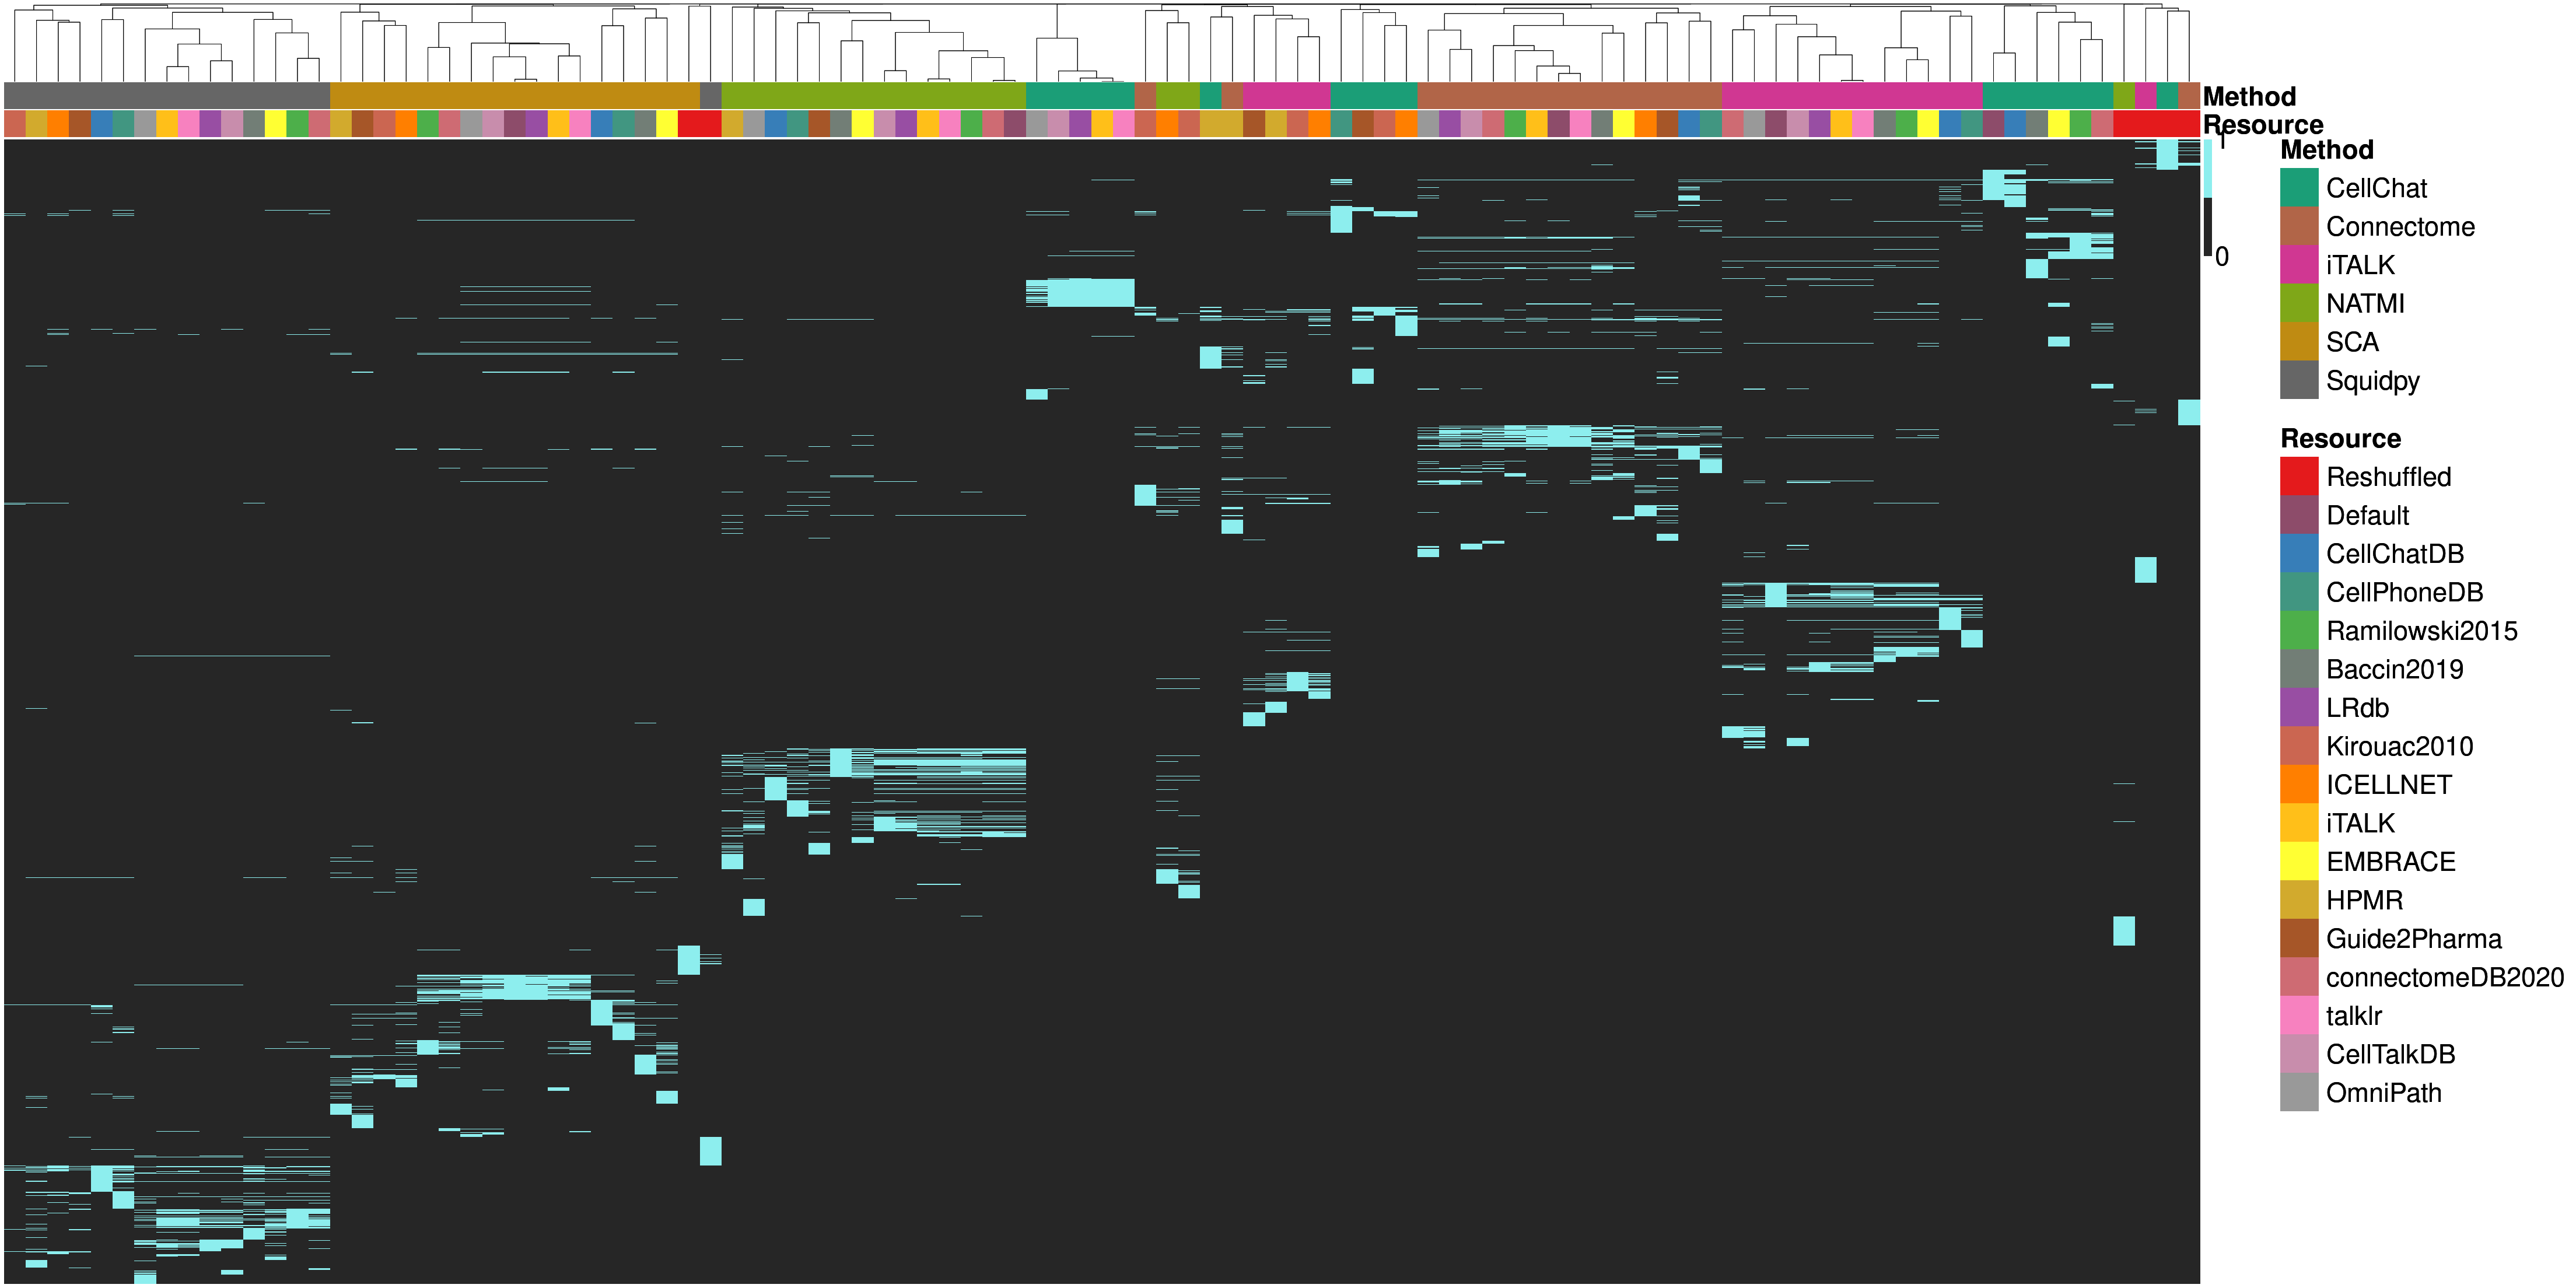 Method
Resource
1
0
Method
CellChat
Connectome
iTALK
NATMI
SCA
Squidpy
Resource
Reshuffled
Default
CellChatDB
CellPhoneDB
Ramilowski2015
Baccin2019
LRdb
Kirouac2010
ICELLNET
iTALK
EMBRACE
HPMR
Guide2Pharma
connectomeDB2020
talklr
CellTalkDB
OmniPath